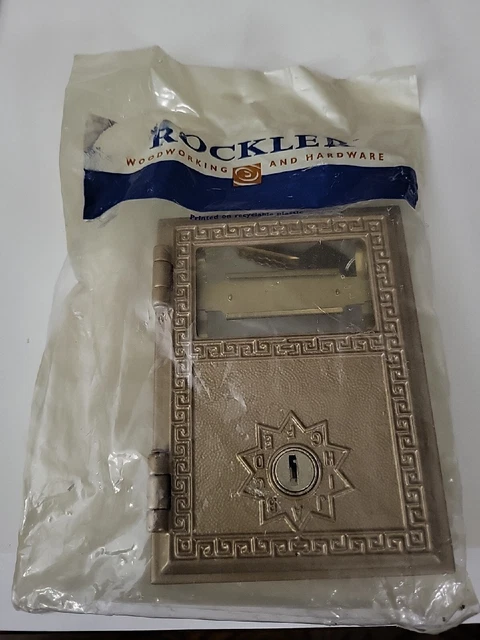 ROCKLER
WOODWORKING AND HARDWARE
Printed on recyclable plastic